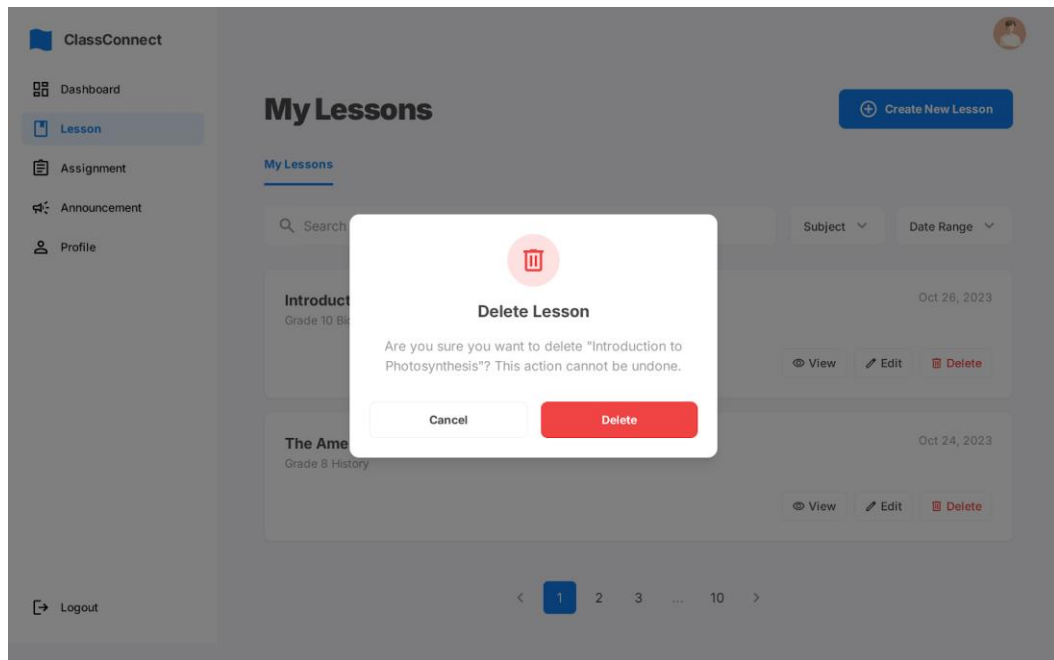 ClassConnect
Dashboard
Lesson
Assignment
Announcement
Profile
Logout
My Lessons
Create New Lesson
My Lessons
Search
Subject
Date Range
Introduct
Oct 26, 2023
Grade 10 Bio
View Edit Delete
The Ame
Oct 24, 2023
Grade 8 History
View Edit Delete
< 1 2 3 ... 10 >
Delete Lesson
Are you sure you want to delete "Introduction to
Photosynthesis"? This action cannot be undone.
Cancel Delete